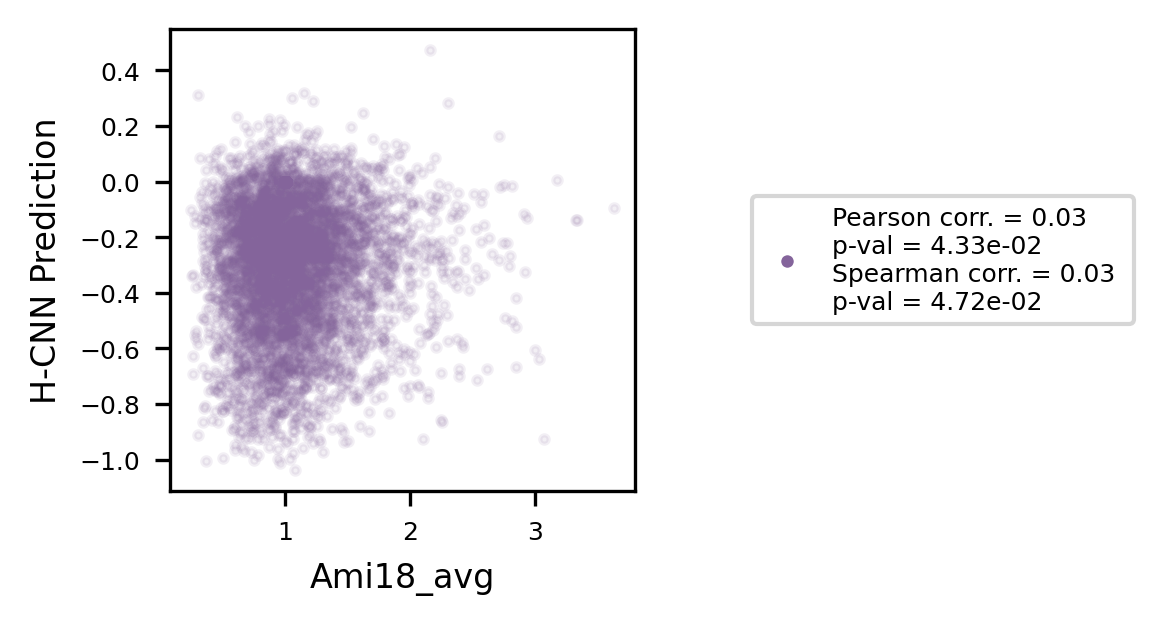 0.4
0.2
0.0
−0.2
−0.4
−0.6
−0.8
−1.0
H-CNN Prediction
1 2 3
Ami18_avg
Pearson corr. = 0.03
p-val = 4.33e-02
Spearman corr. = 0.03
p-val = 4.72e-02